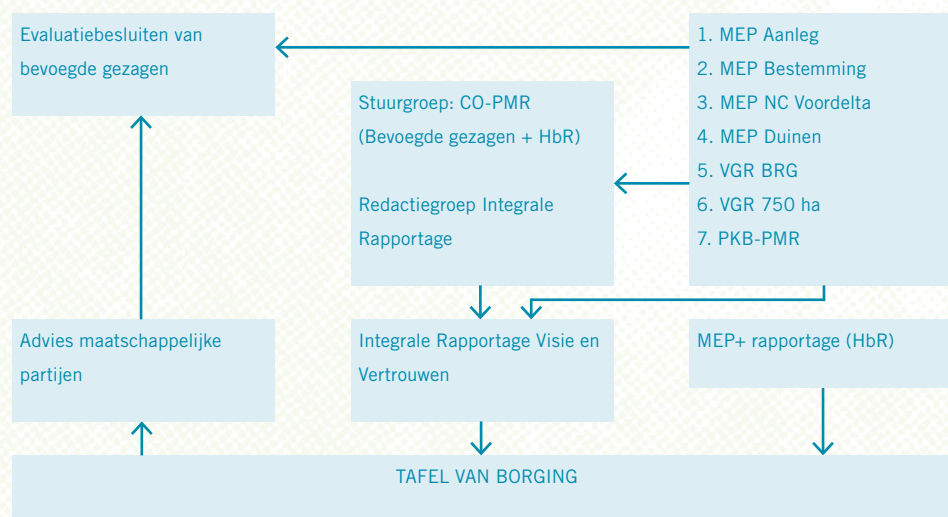 Evaluatiebesluiten van
bevoegde gezagen
Stuurgroep: CO-PMR
(Bevoegde gezagen + HbR)
Redactiegroep Integrale
Rapportage
1. MEP Aanleg
2. MEP Bestemming
3. MEP NC Voordelta
4. MEP Duinen
5. VGR BRG
6. VGR 750 ha
7. PKB-PMR
Advies maatschappelijke
partijen
Integrale Rapportage Visie en
Vertrouwen
MEP+ rapportage (HbR)
TAFEL VAN BORGING